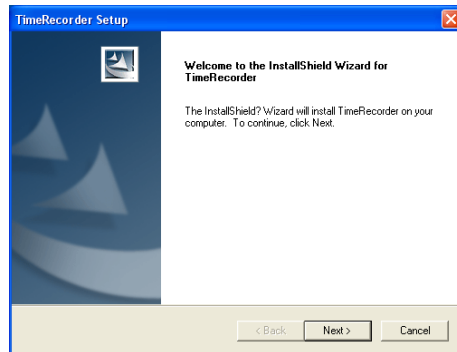 TimeRecorder Setup
Welcome to the InstallShield Wizard for
TimeRecorder
The InstallShield? Wizard will install TimeRecorder on your
computer. To continue, click Next.
< Back
Next >
Cancel